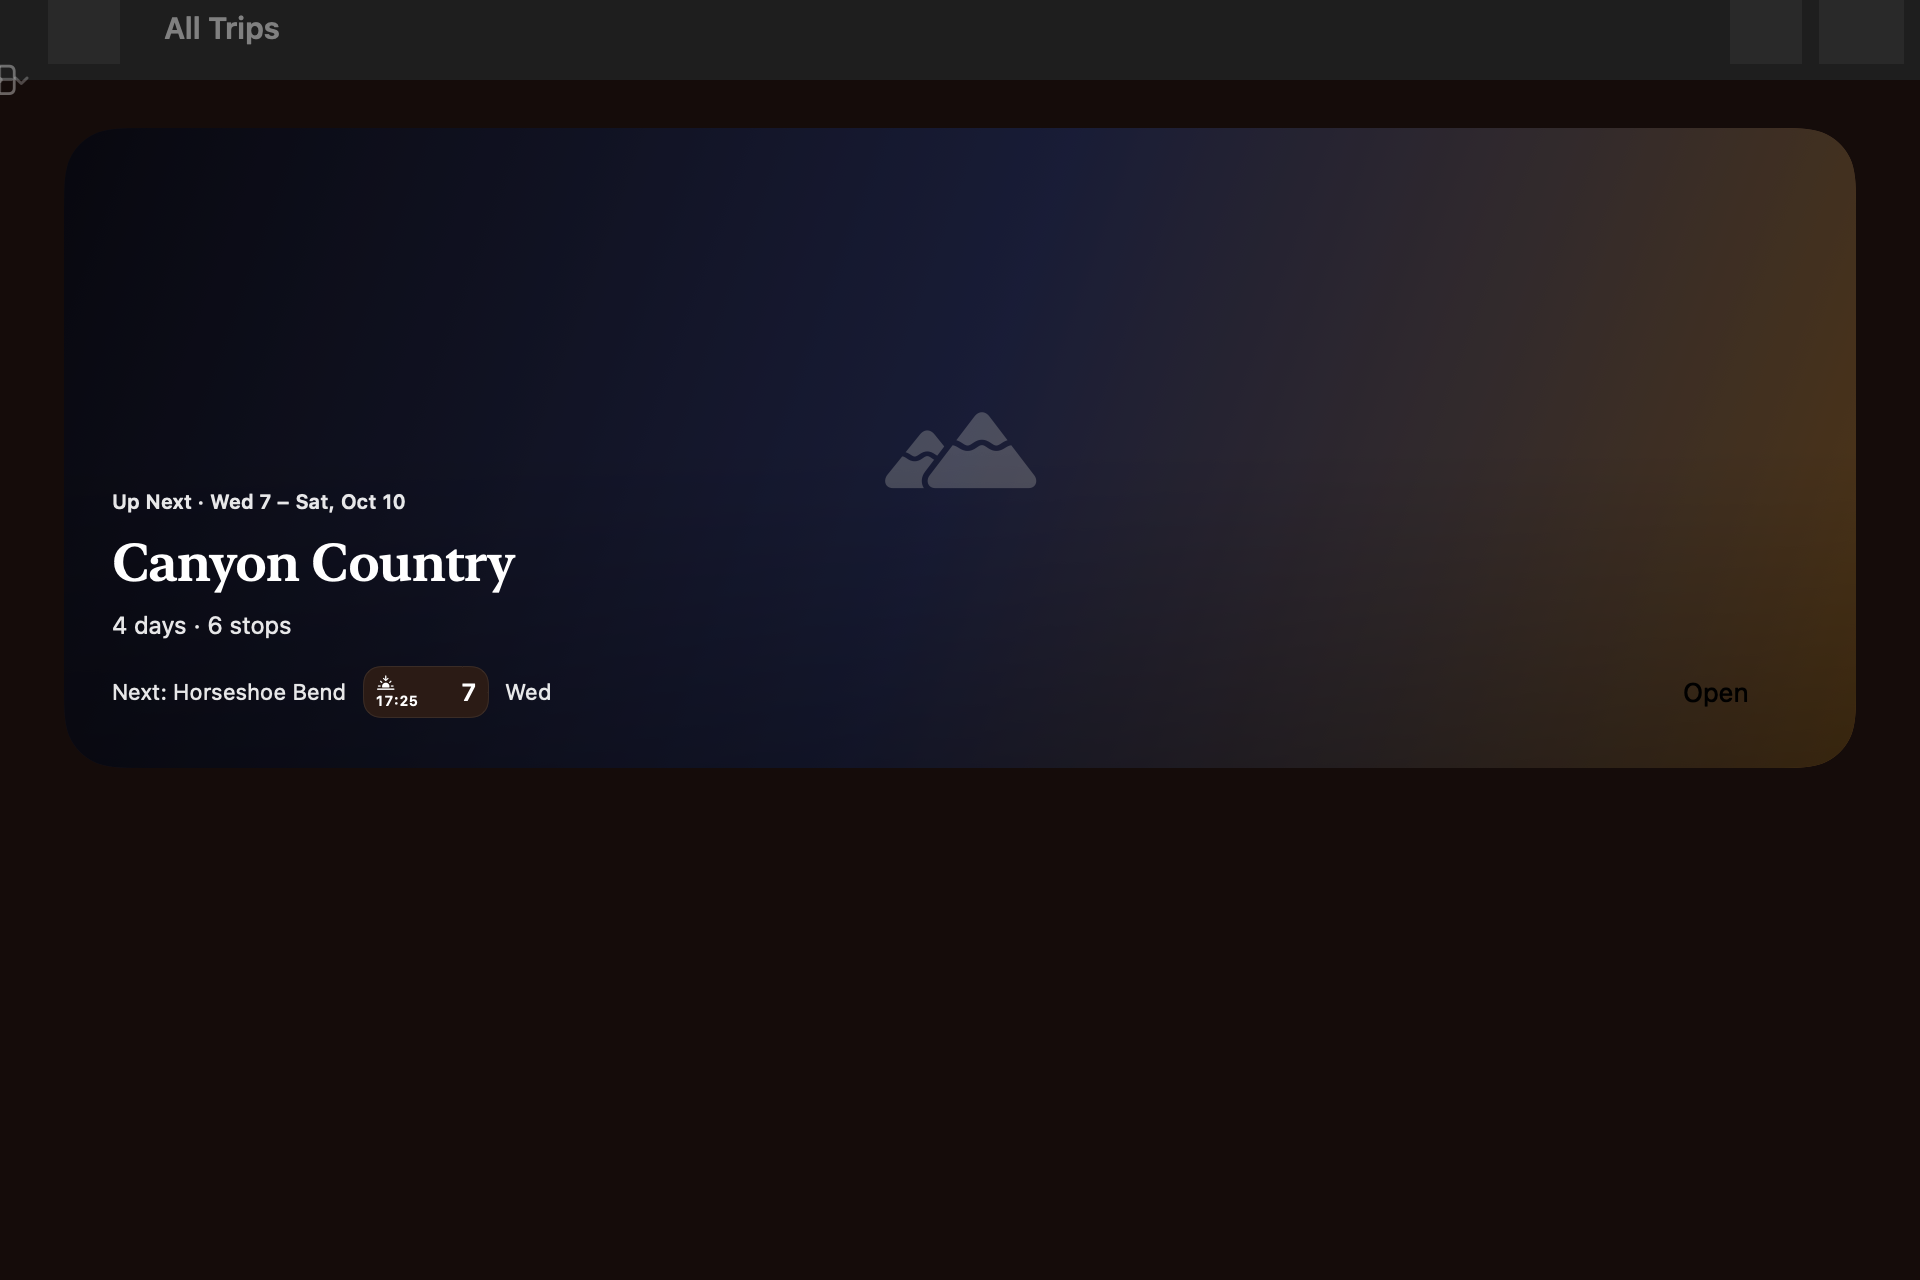 All Trips
Up Next · Wed 7 – Sat, Oct 10
Canyon Country
4 days · 6 stops
Next: Horseshoe Bend 17:25 7 Wed
Open